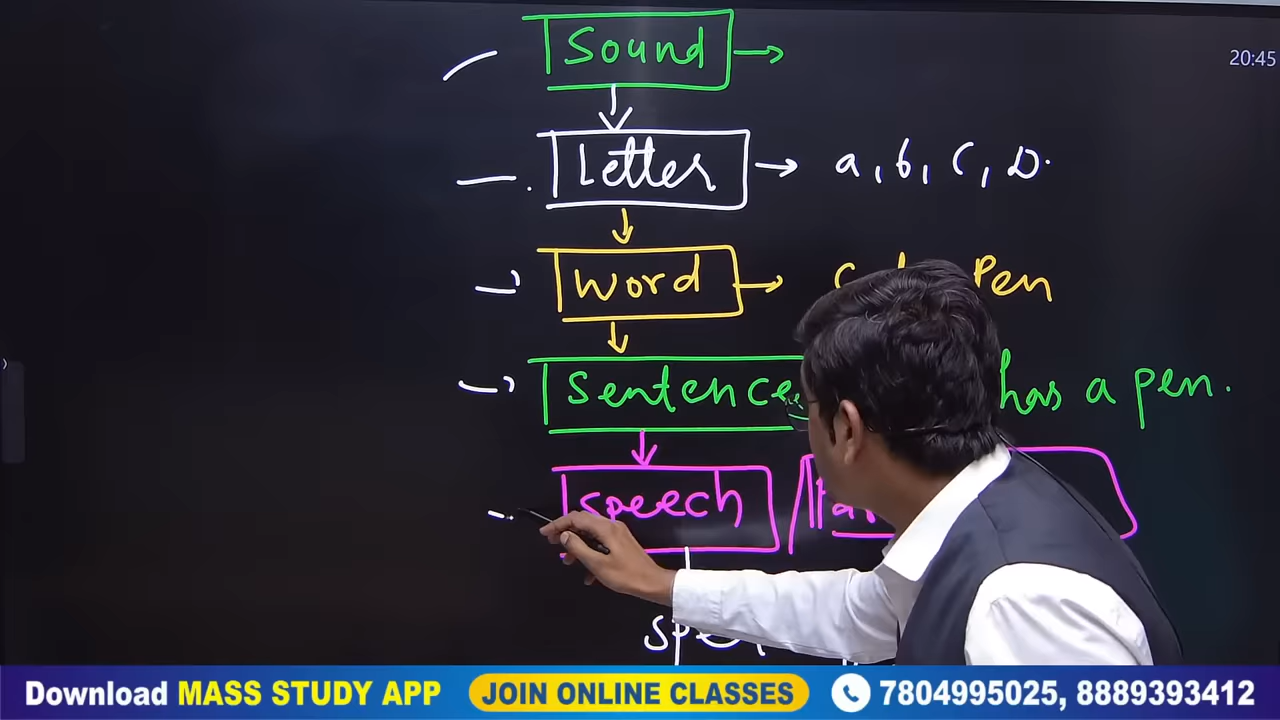 Sound →
20:45
Letter → a, b, C, D.
Word → Pen
Sentence has a pen.
speech
Download MASS STUDY APP JOIN ONLINE CLASSES 7804995025, 8889393412